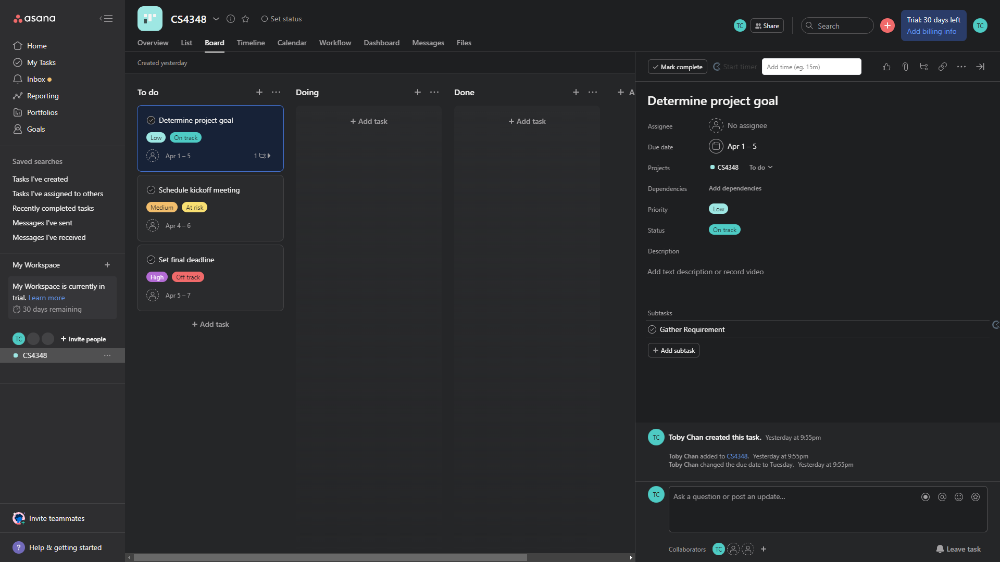 asana
Home
My Tasks
Inbox
Reporting
Portfolios
Goals
Saved searches
Tasks I've created
Tasks I've assigned to others
Recently completed tasks
Messages I've sent
Messages I've received
My Workspace
My Workspace is currently in
trial. Learn more
30 days remaining
TC
Invite people
CS4348
Invite teammates
? Help & getting started
CS4348
Set status
Overview List Board Timeline Calendar Workflow Dashboard Messages Files
TC
Share
Search
Trial: 30 days left
Add billing info
TC
Created yesterday
To do
Determine project goal
Low On track
Apr 1 – 5
1
Schedule kickoff meeting
Medium At risk
Apr 4 – 6
Set final deadline
High Off track
Apr 5 – 7
+ Add task
Doing
+ Add task
Done
+ Add task
+ A
Mark complete
Start timer
Add time (eg. 15m)
Determine project goal
Assignee No assignee
Due date Apr 1 – 5
Projects CS4348 To do
Dependencies Add dependencies
Priority Low
Status On track
Description
Add text description or record video
Subtasks
Gather Requirement
+ Add subtask
TC Toby Chan created this task. Yesterday at 9:55pm
Toby Chan added to CS4348. Yesterday at 9:55pm
Toby Chan changed the due date to Tuesday. Yesterday at 9:55pm
TC Ask a question or post an update...
Collaborators TC
Leave task